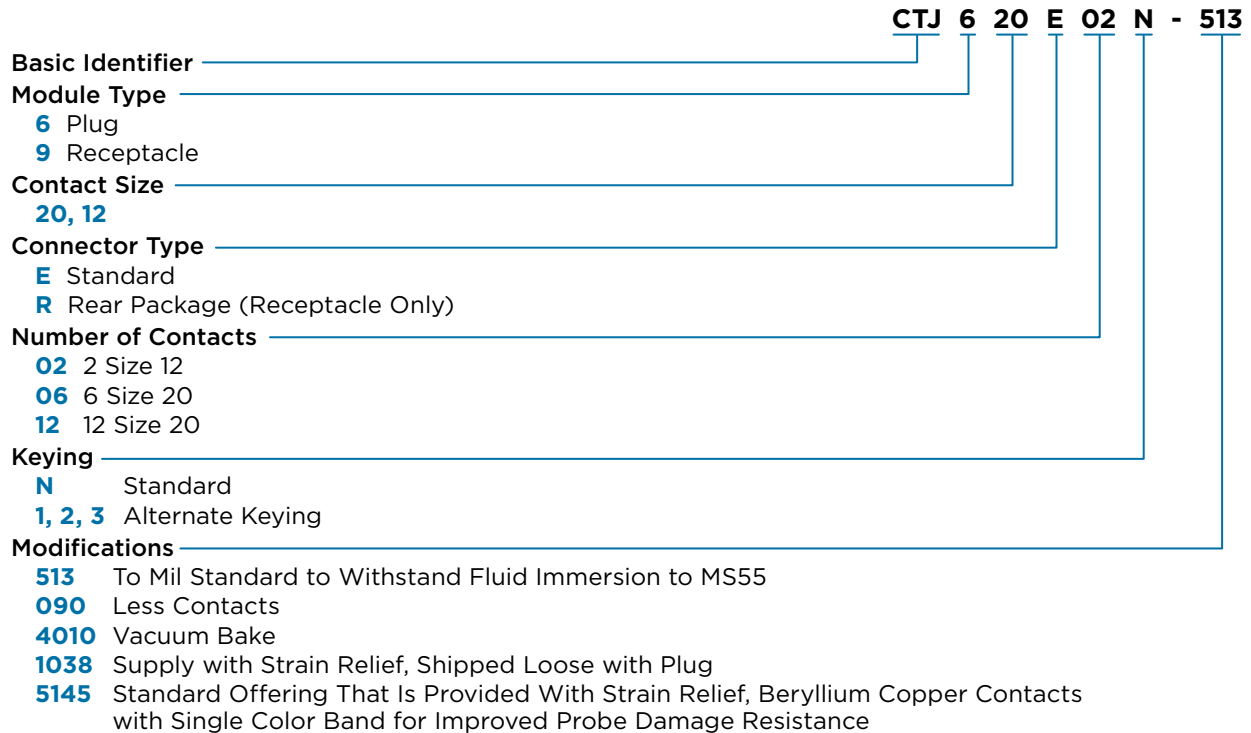 CTJ 6 20 E 02 N - 513
Basic Identifier
Module Type
6 Plug
9 Receptacle
Contact Size
20, 12
Connector Type
E Standard
R Rear Package (Receptacle Only)
Number of Contacts
02 2 Size 12
06 6 Size 20
12 12 Size 20
Keying
N Standard
1, 2, 3 Alternate Keying
Modifications
513 To Mil Standard to Withstand Fluid Immersion to MS55
090 Less Contacts
4010 Vacuum Bake
1038 Supply with Strain Relief, Shipped Loose with Plug
5145 Standard Offering That Is Provided With Strain Relief, Beryllium Copper Contacts
with Single Color Band for Improved Probe Damage Resistance